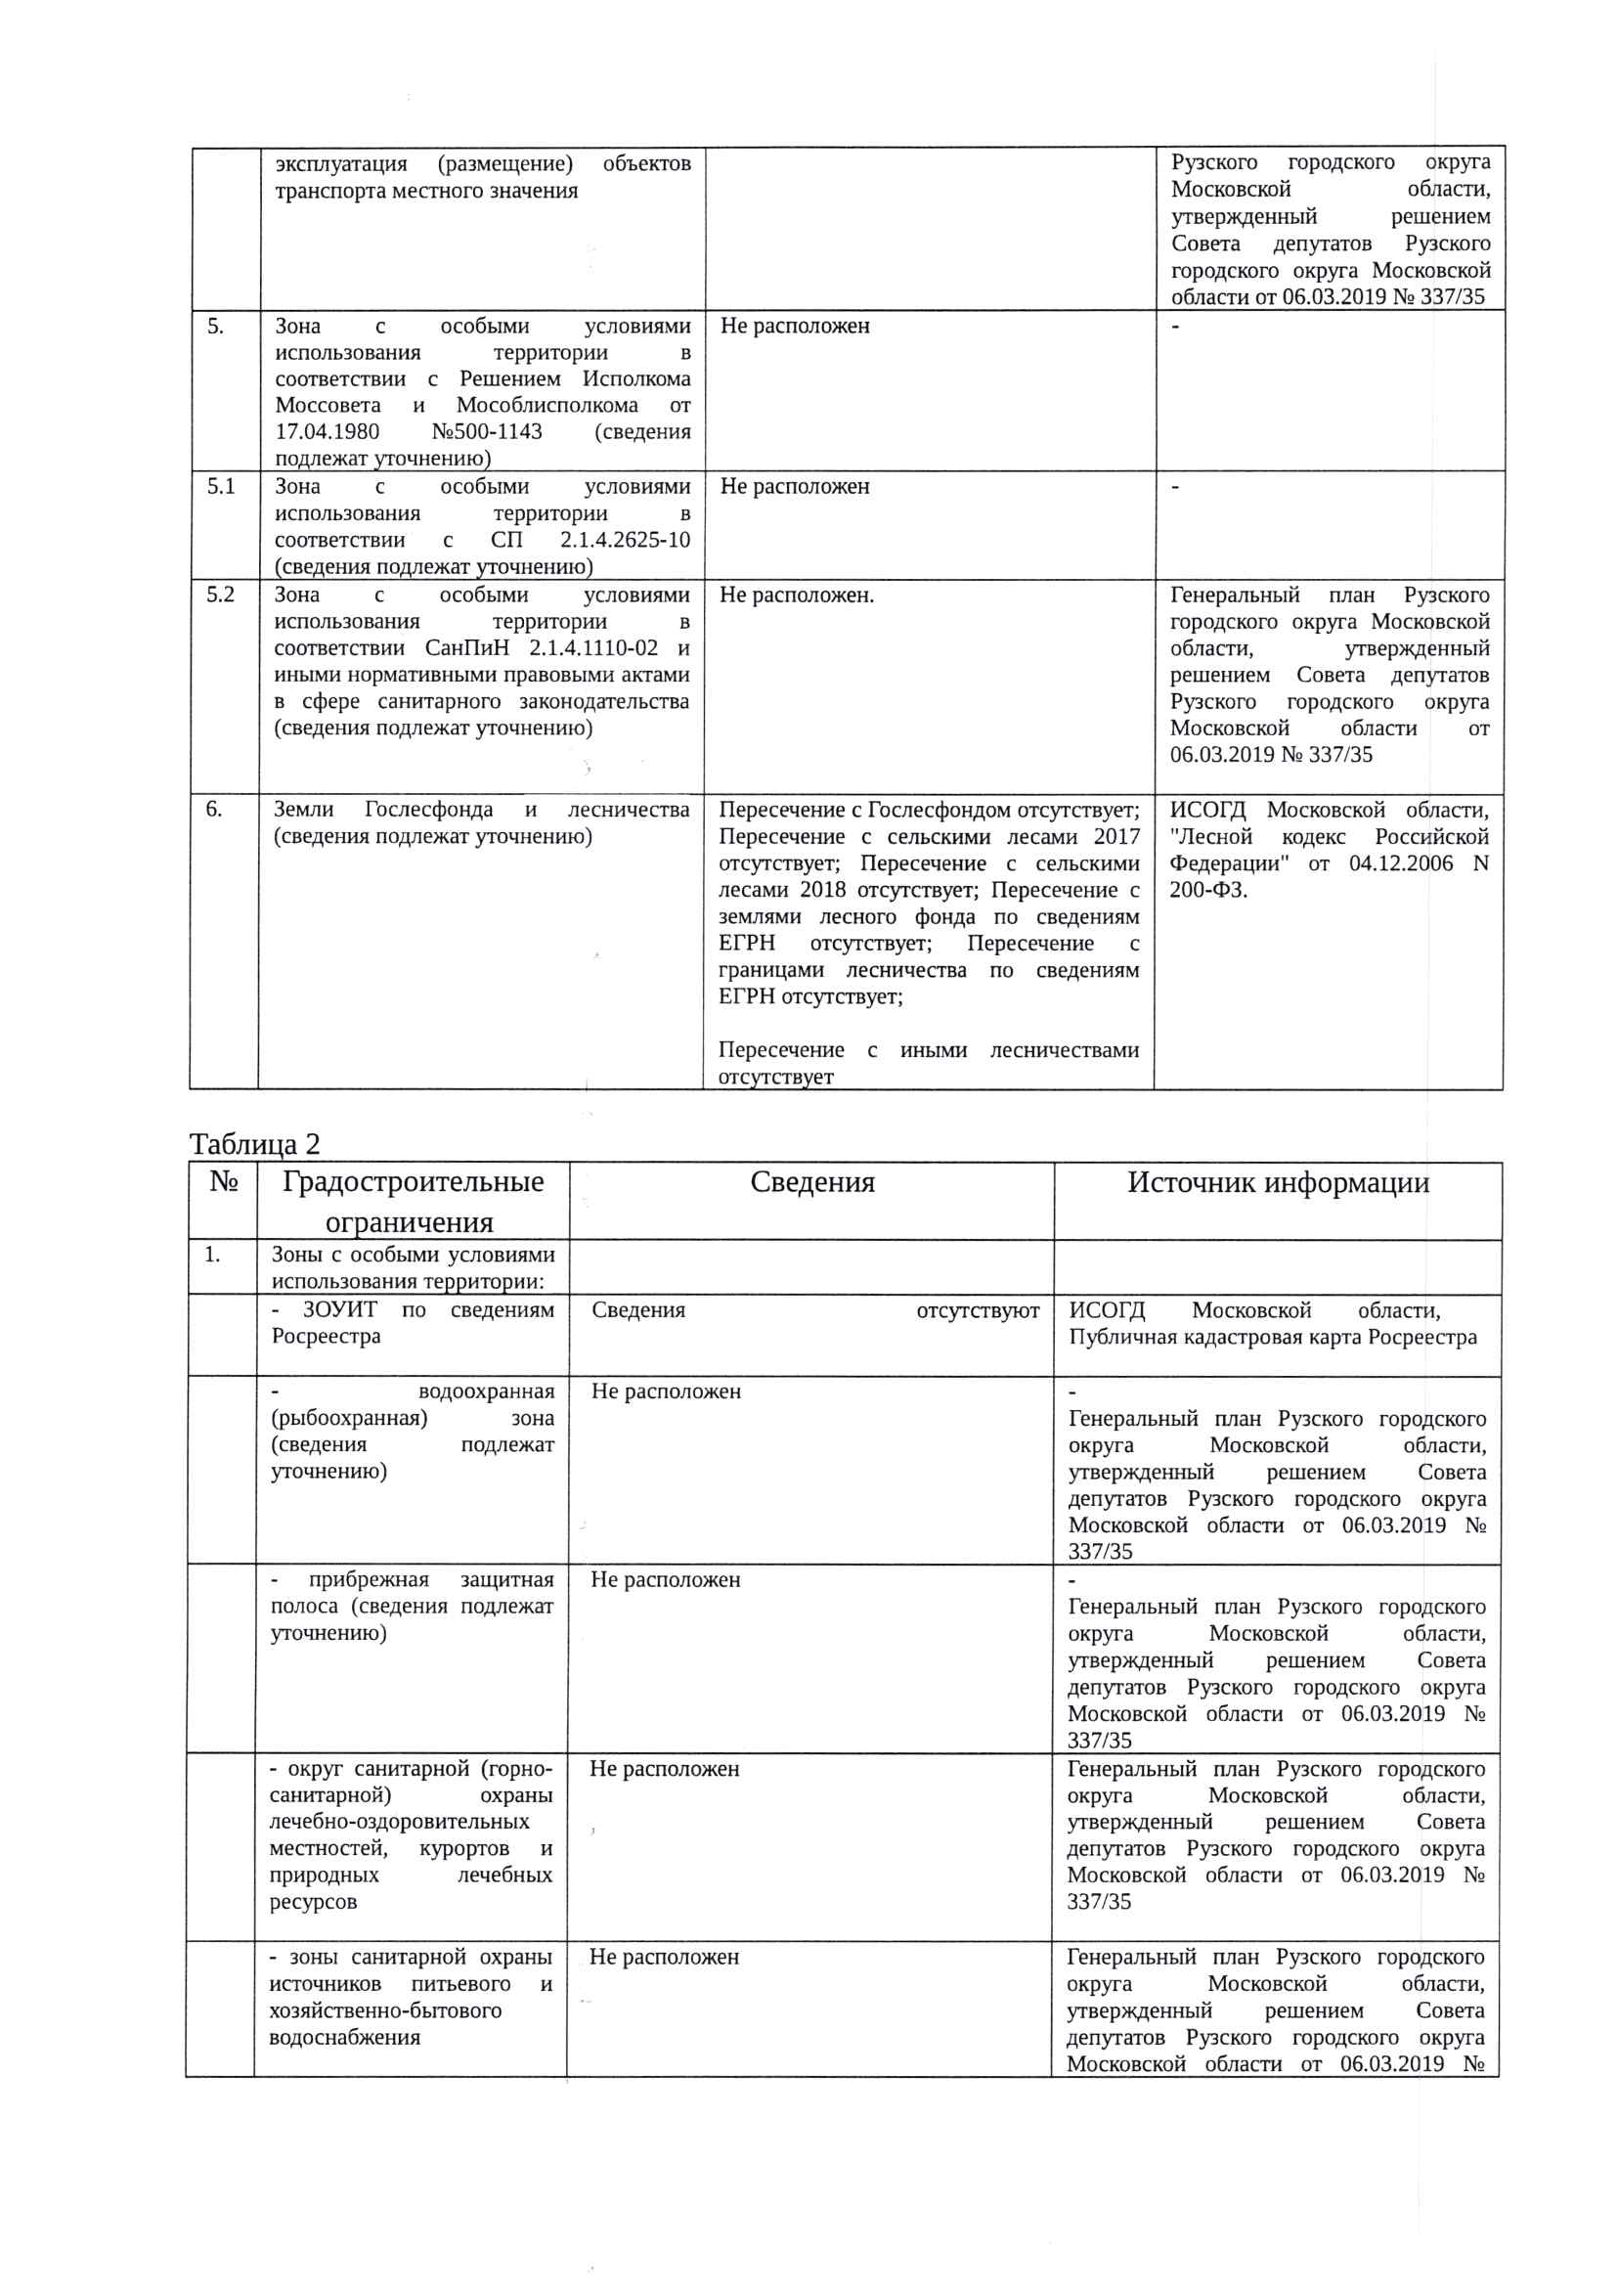 эксплуатация (размещение) объектов
транспорта местного значения
Рузского городского округа
Московской области,
утвержденный решением
Совета депутатов Рузского
городского округа Московской
области от 06.03.2019 № 337/35
5.
Зона с особыми условиями
использования территории в
соответствии с Решением Исполкома
Моссовета и Мособлисполкома от
17.04.1980 №500-1143 (сведения
подлежат уточнению)
Не расположен
-
5.1
Зона с особыми условиями
использования территории в
соответствии с СП 2.1.4.2625-10
(сведения подлежат уточнению)
Не расположен
-
5.2
Зона с особыми условиями
использования территории в
соответствии СанПиН 2.1.4.1110-02 и
иными нормативными правовыми актами
в сфере санитарного законодательства
(сведения подлежат уточнению)
Не расположен.
Генеральный план Рузского
городского округа Московской
области, утвержденный
решением Совета депутатов
Рузского городского округа
Московской области от
06.03.2019 № 337/35
6.
Земли Гослесфонда и лесничества
(сведения подлежат уточнению)
Пересечение с Гослесфондом отсутствует;
Пересечение с сельскими лесами 2017
отсутствует; Пересечение с сельскими
лесами 2018 отсутствует; Пересечение с
землями лесного фонда по сведениям
ЕГРН отсутствует; Пересечение с
границами лесничества по сведениям
ЕГРН отсутствует;
Пересечение с иными лесничествами
отсутствует
ИСОГД Московской области,
"Лесной кодекс Российской
Федерации" от 04.12.2006 N
200-ФЗ.
Таблица 2
№
Градостроительные
ограничения
Сведения
Источник информации
1.
Зоны с особыми условиями
использования территории:
- ЗОУИТ по сведениям
Росреестра
Сведения отсутствуют
ИСОГД Московской области,
Публичная кадастровая карта Росреестра
- водоохранная
(рыбоохранная) зона
(сведения подлежат
уточнению)
Не расположен
-
Генеральный план Рузского городского
округа Московской области,
утвержденный решением Совета
депутатов Рузского городского округа
Московской области от 06.03.2019 №
337/35
- прибрежная защитная
полоса (сведения подлежат
уточнению)
Не расположен
-
Генеральный план Рузского городского
округа Московской области,
утвержденный решением Совета
депутатов Рузского городского округа
Московской области от 06.03.2019 №
337/35
- округ санитарной (горно-
санитарной) охраны
лечебно-оздоровительных
местностей, курортов и
природных лечебных
ресурсов
Не расположен
Генеральный план Рузского городского
округа Московской области,
утвержденный решением Совета
депутатов Рузского городского округа
Московской области от 06.03.2019 №
337/35
- зоны санитарной охраны
источников питьевого и
хозяйственно-бытового
водоснабжения
Не расположен
Генеральный план Рузского городского
округа Московской области,
утвержденный решением Совета
депутатов Рузского городского округа
Московской области от 06.03.2019 №